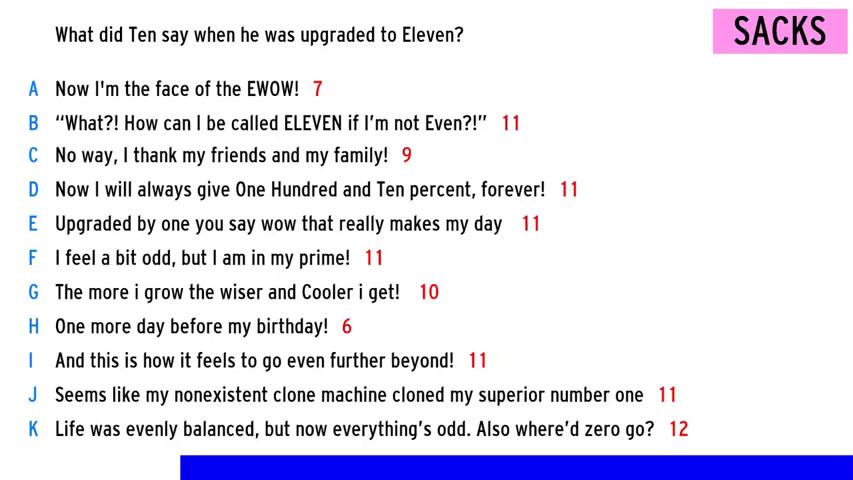 What did Ten say when he was upgraded to Eleven?
SACKS
A Now I'm the face of the EWOW! 7
B “What?! How can I be called ELEVEN if I’m not Even?!” 11
C No way, I thank my friends and my family! 9
D Now I will always give One Hundred and Ten percent, forever! 11
E Upgraded by one you say wow that really makes my day 11
F I feel a bit odd, but I am in my prime! 11
G The more i grow the wiser and Cooler i get! 10
H One more day before my birthday! 6
I And this is how it feels to go even further beyond! 11
J Seems like my nonexistent clone machine cloned my superior number one 11
K Life was evenly balanced, but now everything’s odd. Also where’d zero go? 12